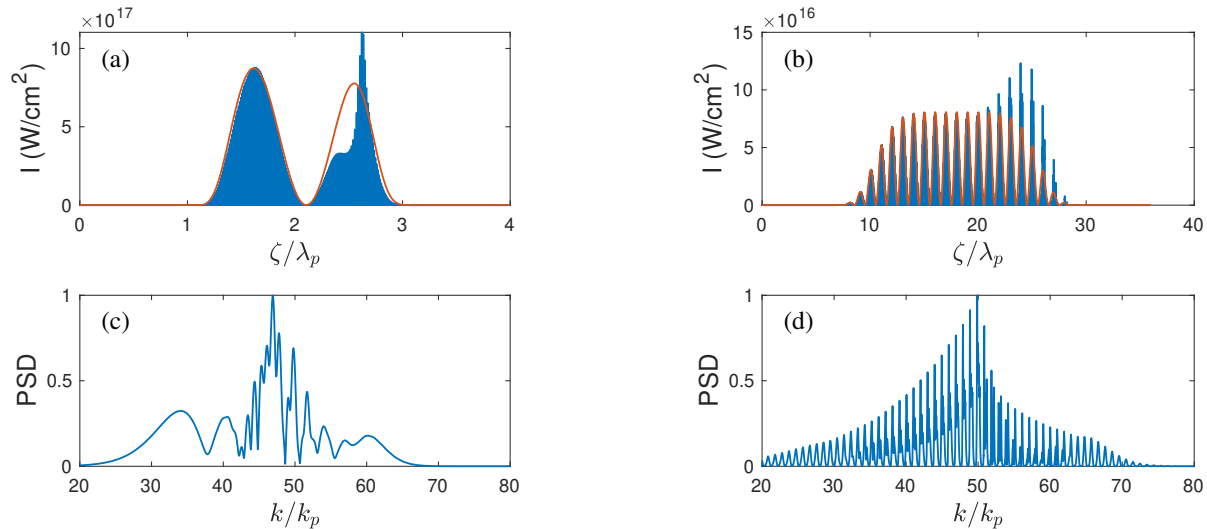 ×10^17
(a)
I (W/cm^2)
10
5
0
0 1 2 3 4
ζ/λ_p
×10^16
(b)
I (W/cm^2)
15
10
5
0
0 10 20 30 40
ζ/λ_p
(c)
PSD
1
0.5
0
20 30 40 50 60 70 80
k/k_p
(d)
PSD
1
0.5
0
20 30 40 50 60 70 80
k/k_p